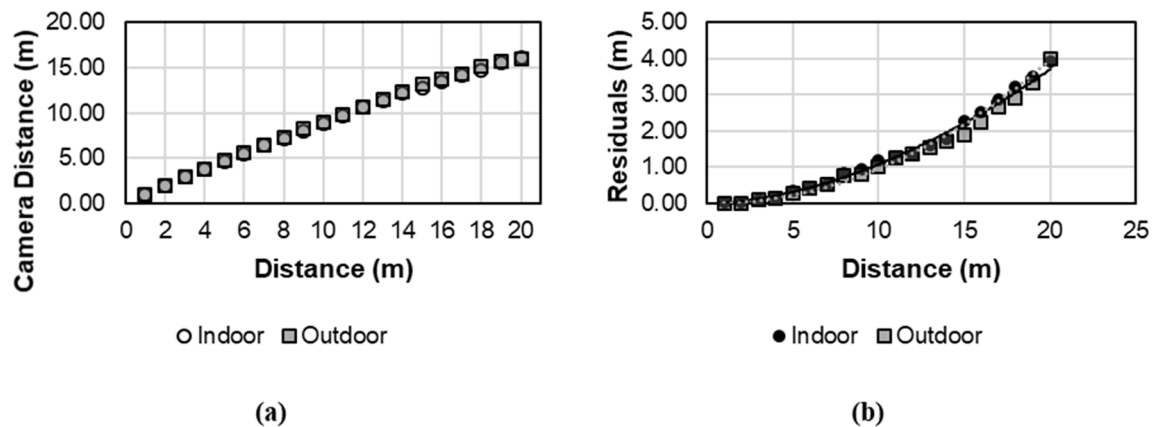 20.00
15.00
10.00
5.00
0.00
Camera Distance (m)
0 2 4 6 8 10 12 14 16 18 20
Distance (m)
Indoor Outdoor
(a)
5.00
4.00
3.00
2.00
1.00
0.00
Residuals (m)
0 5 10 15 20 25
Distance (m)
Indoor Outdoor
(b)